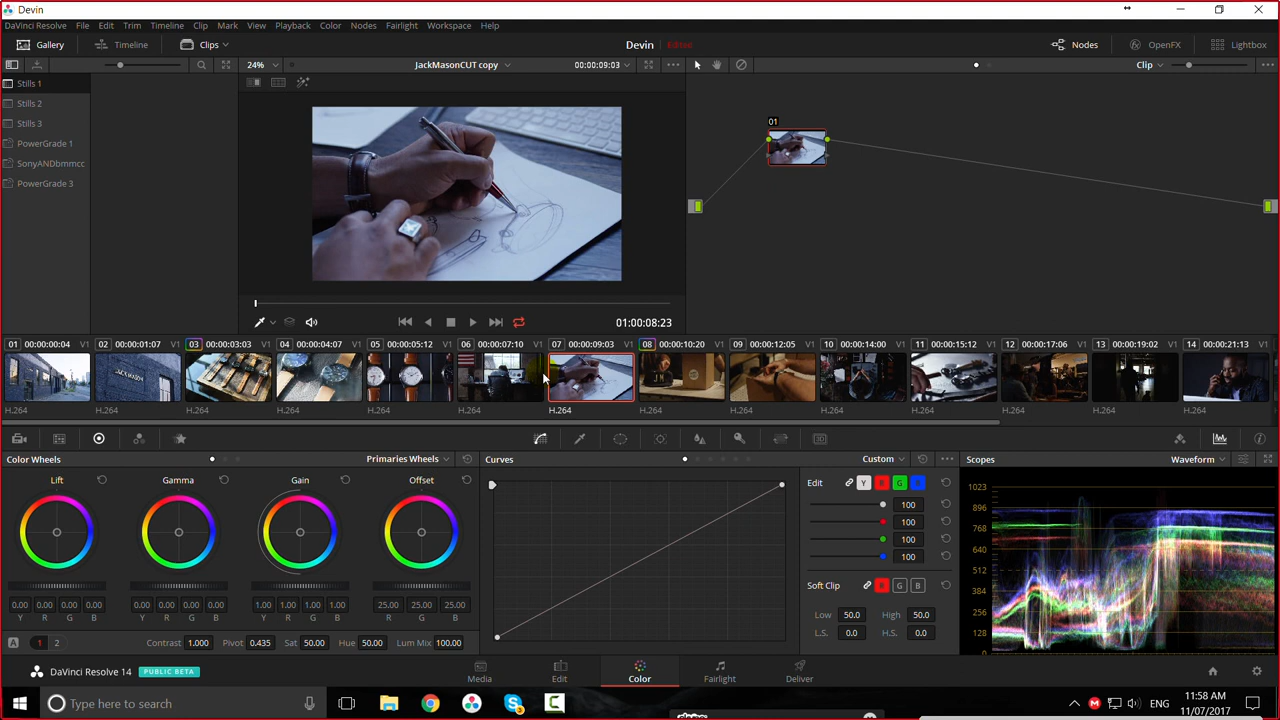 Devin
DaVinci Resolve File Edit Trim Timeline Clip Mark View Playback Color Nodes Fairlight Workspace Help
Gallery Timeline Clips Devin Edited Nodes OpenFX Lightbox
24% JackMasonCUT copy 00:00:09:03 Clip
Stills 1
Stills 2
Stills 3
PowerGrade 1
SonyANDbmmcc
PowerGrade 3
01
01:00:08:23
01 00:00:00:04 V1 02 00:00:01:07 V1 03 00:00:03:03 V1 04 00:00:04:07 V1 05 00:00:05:12 V1 06 00:00:07:10 V1 07 00:00:09:03 V1 08 00:00:10:20 V1 09 00:00:12:05 V1 10 00:00:14:00 V1 11 00:00:15:12 V1 12 00:00:17:06 V1 13 00:00:19:02 V1 14 00:00:21:13 V1
JACK MASON
H.264 H.264 H.264 H.264 H.264 H.264 H.264 H.264 H.264 H.264 H.264 H.264 H.264 H.264
Color Wheels Primaries Wheels Curves Custom Scopes Waveform
Lift Gamma Gain Offset
Edit Y R G B
100
100
100
100
Soft Clip R G B
Low 50.0 High 50.0
L.S. 0.0 H.S. 0.0
0.00 0.00 0.00 0.00 0.00 0.00 0.00 0.00 1.00 1.00 1.00 1.00 25.00 25.00 25.00
Y R G B Y R G B Y R G B R G B
A 1 2 Contrast 1.000 Pivot 0.435 Sat 50.00 Hue 50.00 Lum Mix 100.00
1023
896
768
640
512
384
256
128
0
DaVinci Resolve 14 PUBLIC BETA Media Edit Color Fairlight Deliver
Type here to search
ENG
11:58 AM
11/07/2017